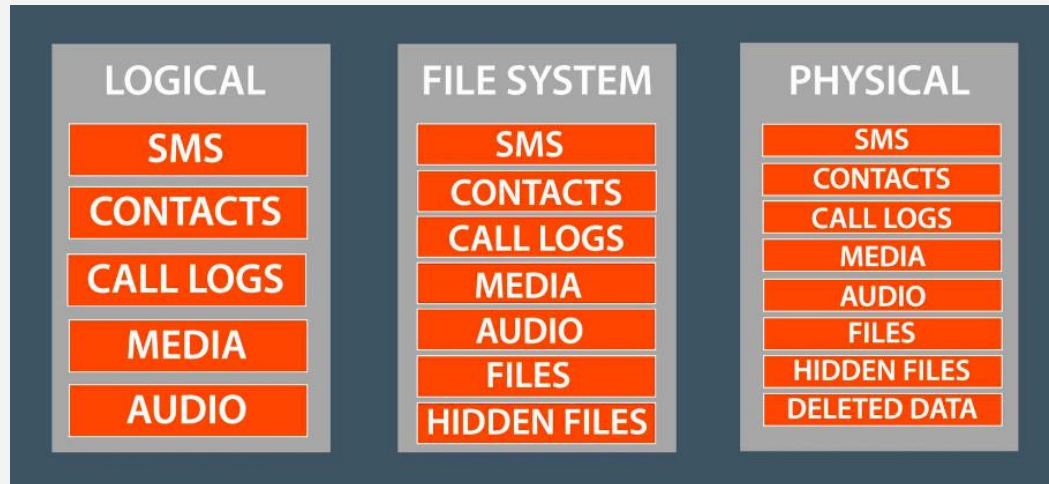 LOGICAL
SMS
CONTACTS
CALL LOGS
MEDIA
AUDIO
FILE SYSTEM
SMS
CONTACTS
CALL LOGS
MEDIA
AUDIO
FILES
HIDDEN FILES
PHYSICAL
SMS
CONTACTS
CALL LOGS
MEDIA
AUDIO
FILES
HIDDEN FILES
DELETED DATA